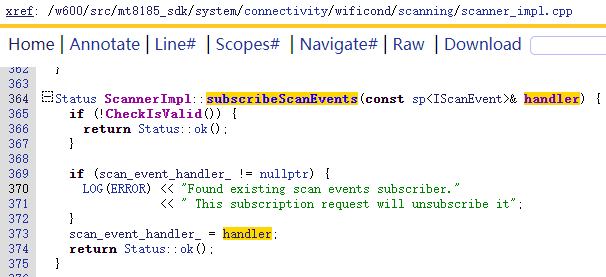 xref: /w600/src/mt8185_sdk/system/connectivity/wificond/scanning/scanner_impl.cpp
Home | Annotate | Line# | Scopes# | Navigate# | Raw | Download
362 }
363
364 Status ScannerImpl::subscribeScanEvents(const sp<IScanEvent>& handler) {
365 if (!CheckIsValid()) {
366 return Status::ok();
367 }
368
369 if (scan_event_handler_ != nullptr) {
370 LOG(ERROR) << "Found existing scan events subscriber."
371 << " This subscription request will unsubscribe it";
372 }
373 scan_event_handler_ = handler;
374 return Status::ok();
375 }
376